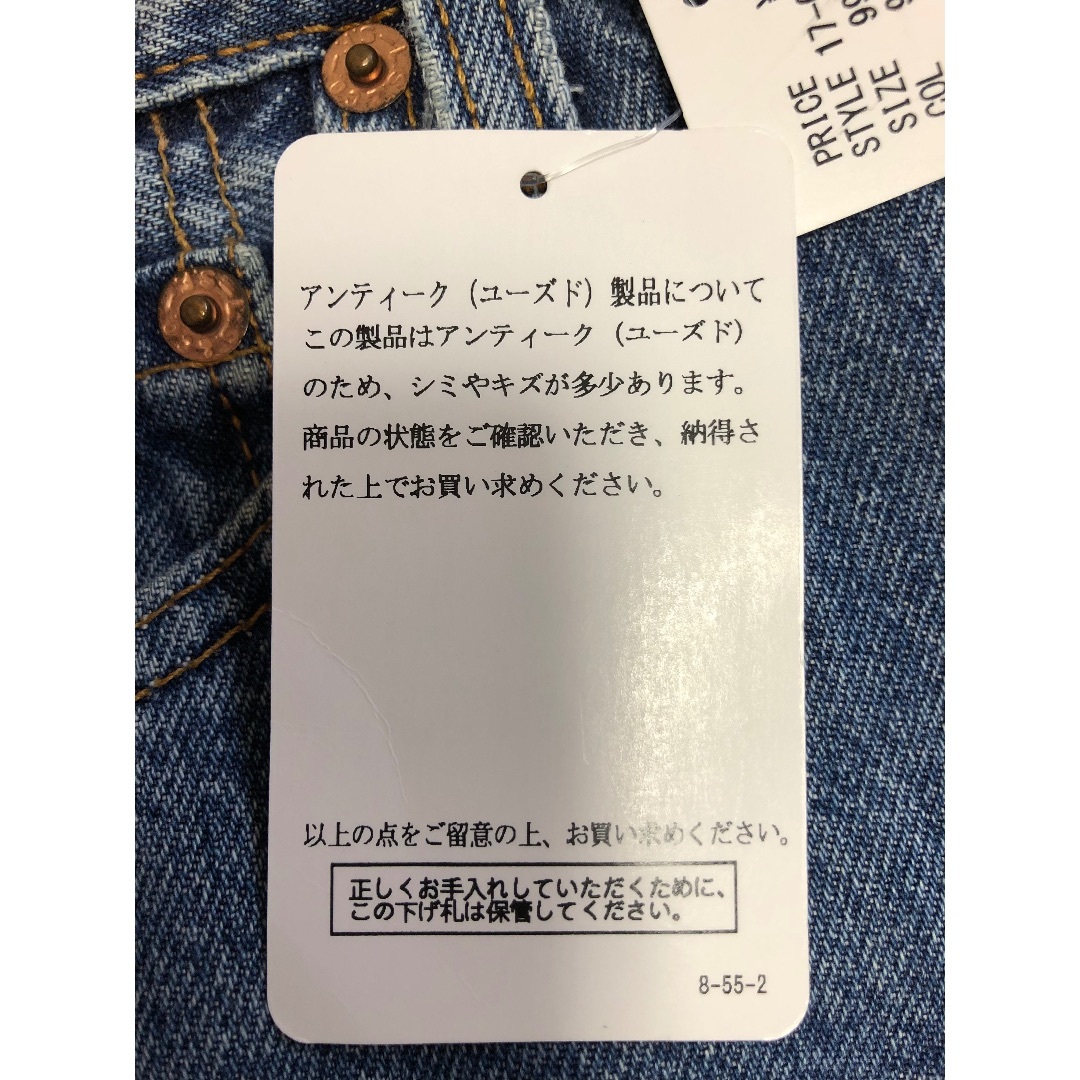 PRICE
STYLE 17-
SIZE
COL
アンティーク（ユーズド）製品について
この製品はアンティーク（ユーズド）
のため、シミやキズが多少あります。
商品の状態をご確認いただき、納得さ
れた上でお買い求めください。
以上の点をご留意の上、お買い求めください。
正しくお手入れしていただくために、
この下げ札は保管してください。
8-55-2